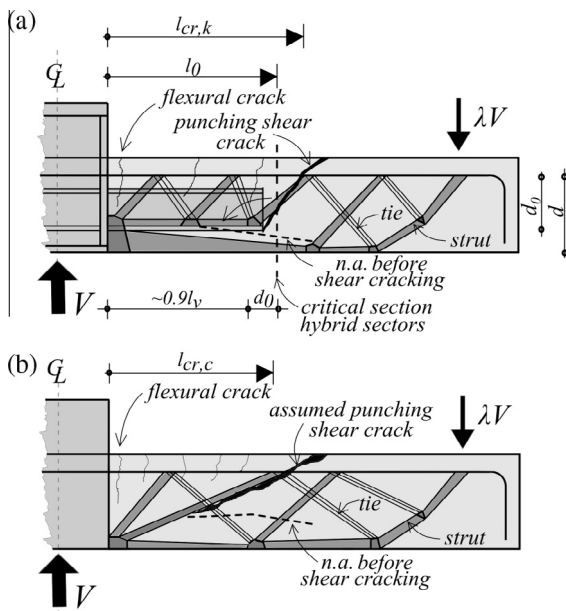 (a)
l_cr,k
l_0
℄
flexural crack
punching shear
crack
λV
tie
strut
d_0
d
n.a. before
shear cracking
~0.9l_v
d_0
critical section
hybrid sectors
V
(b)
l_cr,c
℄
flexural crack
assumed punching
shear crack
λV
tie
strut
n.a. before
shear cracking
V